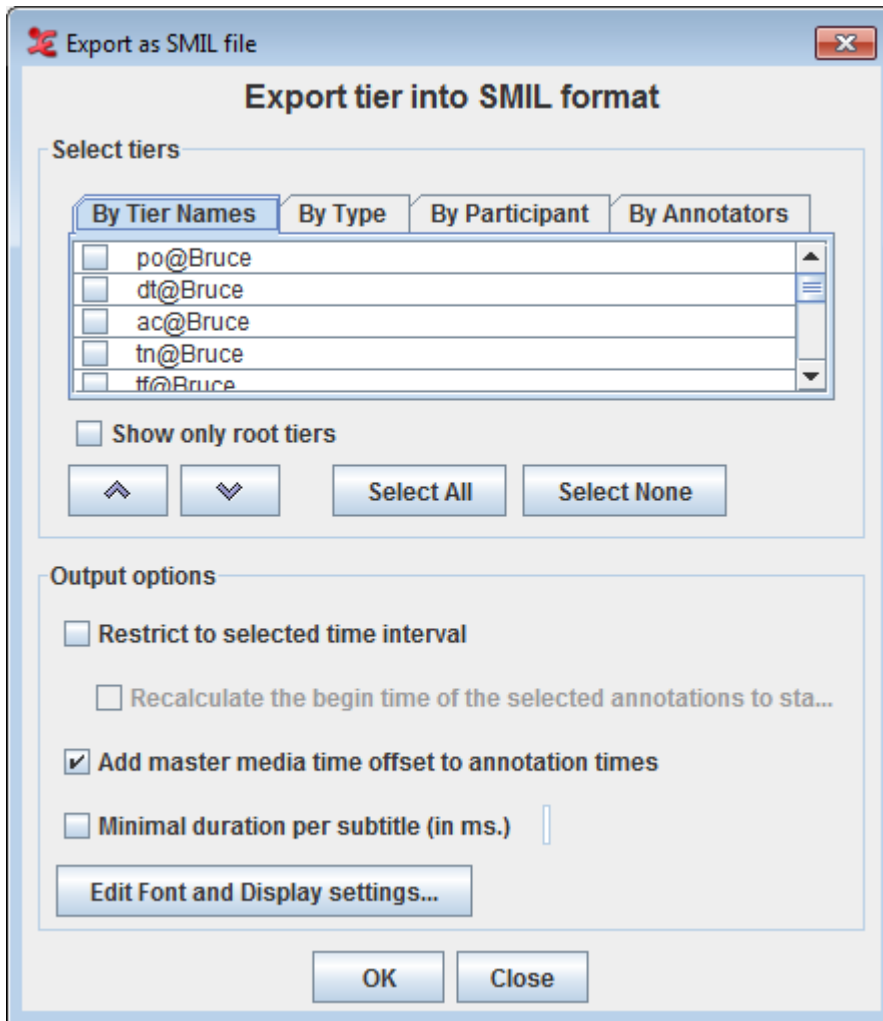 Export as SMIL file
Export tier into SMIL format
Select tiers
By Tier Names By Type By Participant By Annotators
po@Bruce
dt@Bruce
ac@Bruce
tn@Bruce
tf@Bruce
Show only root tiers
Select All Select None
Output options
Restrict to selected time interval
Recalculate the begin time of the selected annotations to sta...
Add master media time offset to annotation times
Minimal duration per subtitle (in ms.)
Edit Font and Display settings...
OK Close